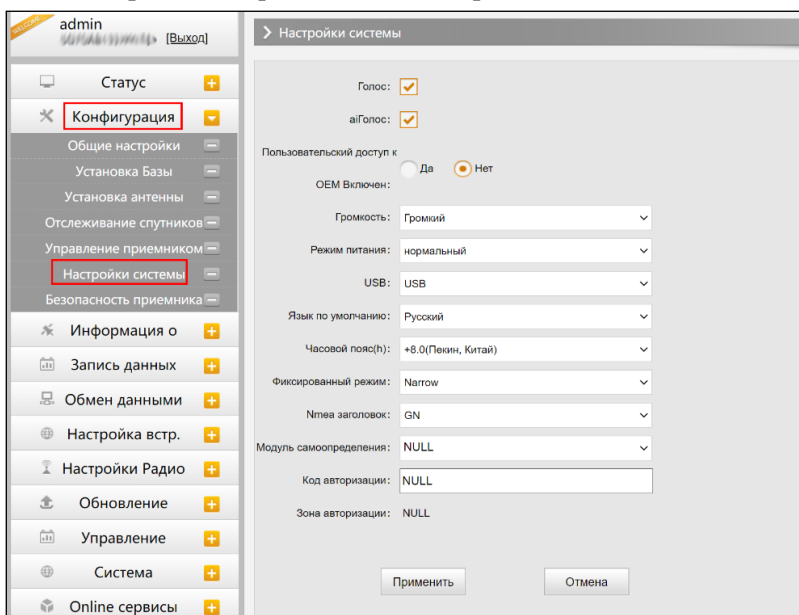 WELCOME
admin
[Выход]
Статус
Конфигурация
Общие настройки
Установка Базы
Установка антенны
Отслеживание спутников
Управление приемником
Настройки системы
Безопасность приемника
Информация о
Запись данных
Обмен данными
Настройка встр.
Настройки Радио
Обновление
Управление
Система
Online сервисы
Настройки системы
Голос:
aiГолос:
Пользовательский доступ к
Да Нет
OEM Включен:
Громкость: Громкий
Режим питания: нормальный
USB: USB
Язык по умолчанию: Русский
Часовой пояс(h): +8.0(Пекин, Китай)
Фиксированный режим: Narrow
Nmea заголовок: GN
Модуль самоопределения: NULL
Код авторизации: NULL
Зона авторизации: NULL
Применить Отмена